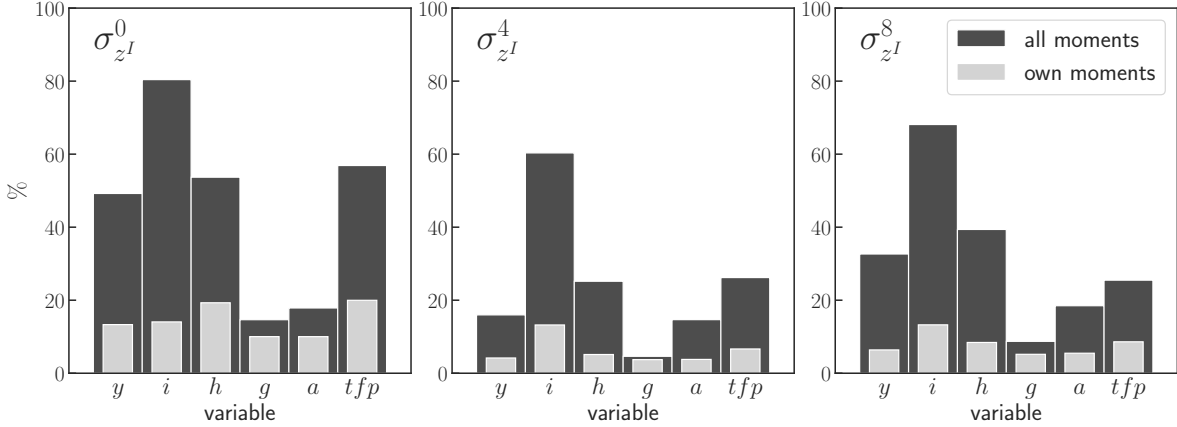 %
100
80
60
40
20
0
σ⁰_{z^I}
y i h g a tfp
variable
100
80
60
40
20
0
σ⁴_{z^I}
y i h g a tfp
variable
100
80
60
40
20
0
σ⁸_{z^I}
all moments
own moments
y i h g a tfp
variable